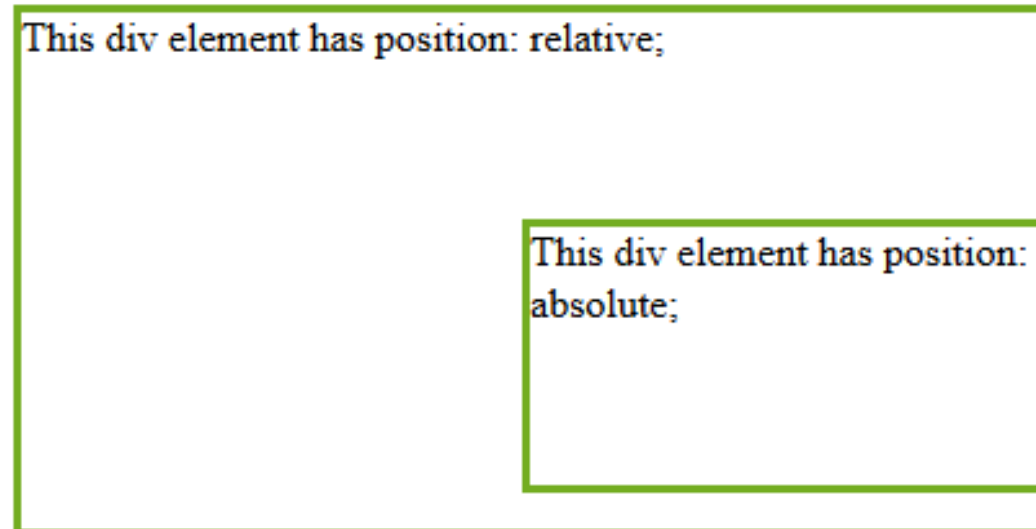 This div element has position: relative;
This div element has position:
absolute;